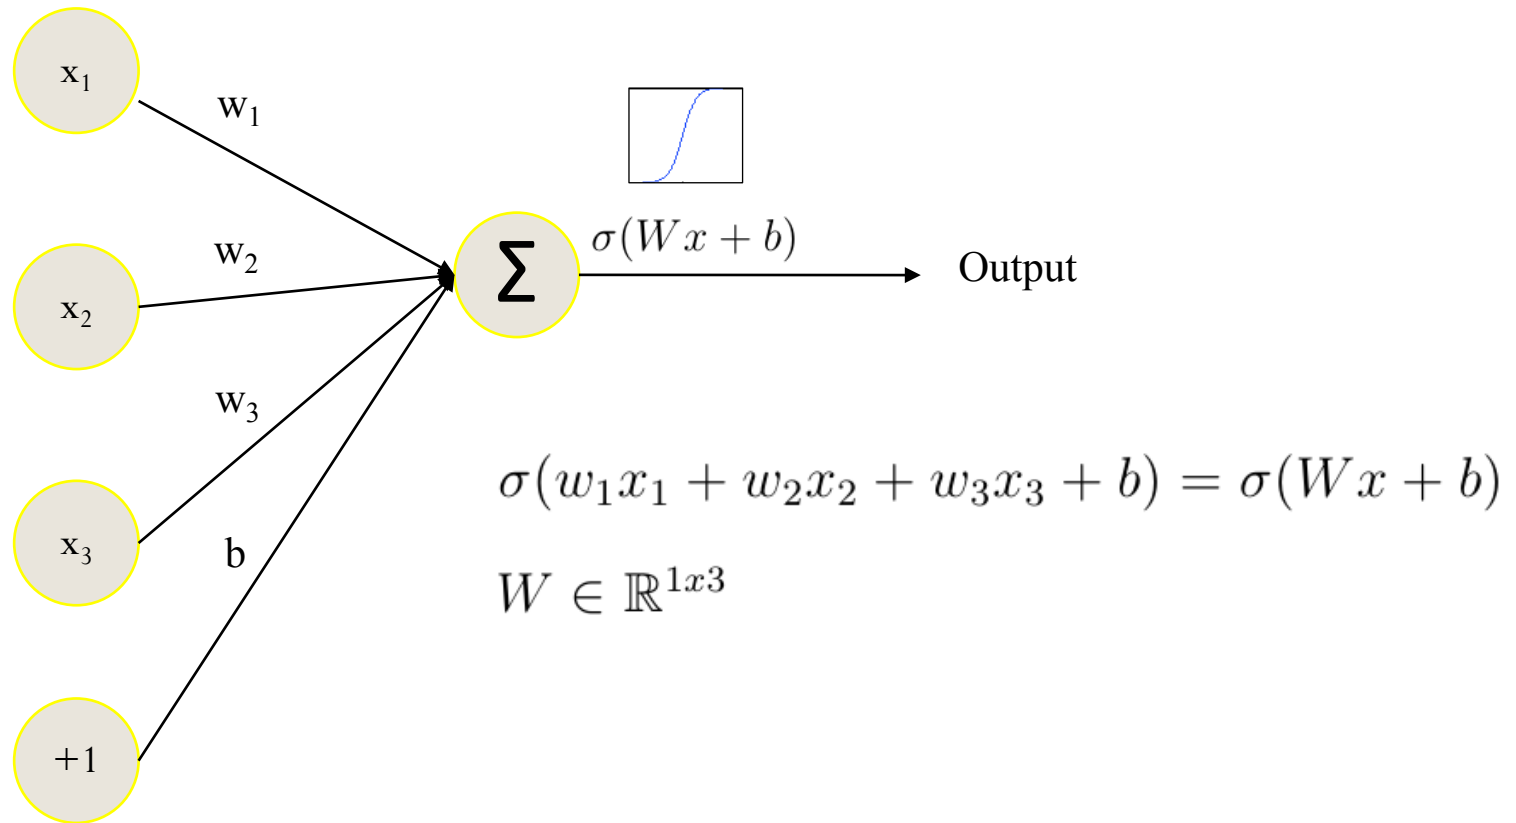 x₁
w₁
w₂
σ(Wx + b)
x₂
Σ
Output
w₃
σ(w₁x₁ + w₂x₂ + w₃x₃ + b) = σ(Wx + b)
x₃
b
W ∈ ℝ¹ˣ³
+1